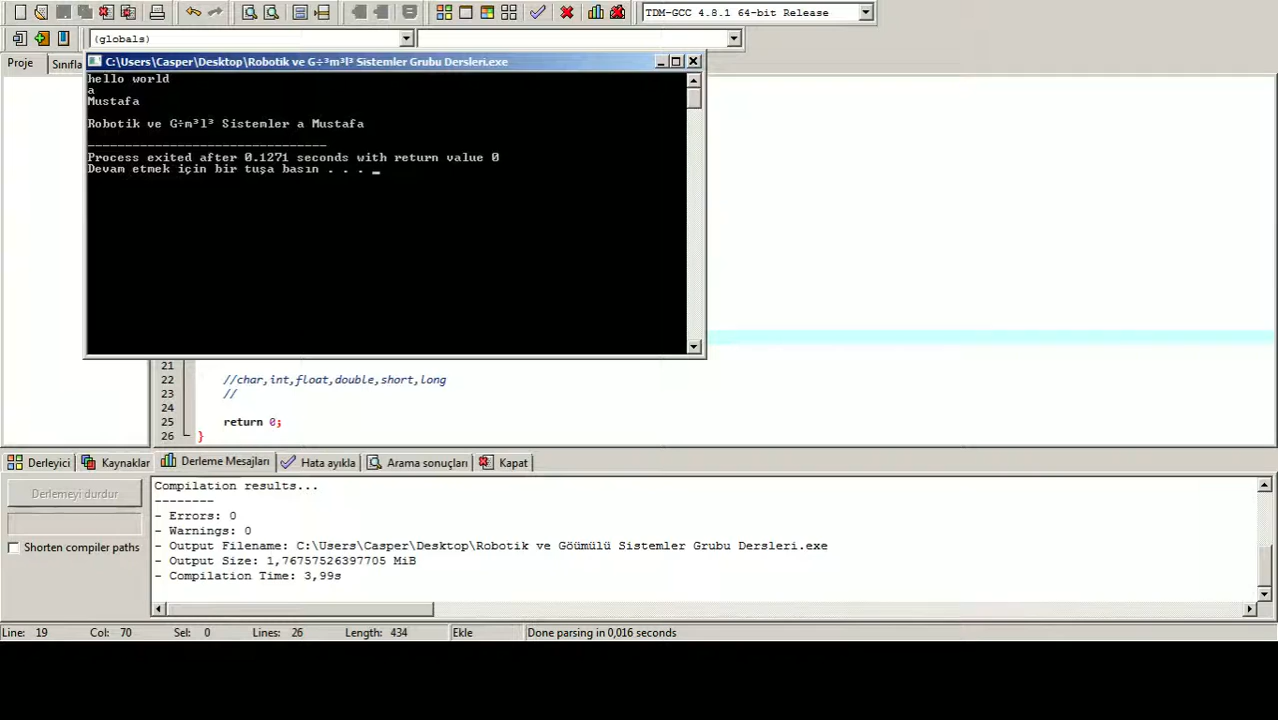 TDM-GCC 4.8.1 64-bit Release
(globals)
Proje
Sınıfla
C:\Users\Casper\Desktop\Robotik ve G÷³m³l³ Sistemler Grubu Dersleri.exe
hello world
a
Mustafa
Robotik ve G÷m³l³ Sistemler a Mustafa
--------------------------------
Process exited after 0.1271 seconds with return value 0
Devam etmek için bir tuşa basın . . . _
21
22 //char,int,float,double,short,long
23 //
24
25 return 0;
26 }
Derleyici Kaynaklar Derleme Mesajları Hata ayıkla Arama sonuçları Kapat
Derlemeyi durdur
Shorten compiler paths
Compilation results...
--------
- Errors: 0
- Warnings: 0
- Output Filename: C:\Users\Casper\Desktop\Robotik ve Göümülü Sistemler Grubu Dersleri.exe
- Output Size: 1,76757526397705 MiB
- Compilation Time: 3,99s
Line: 19 Col: 70 Sel: 0 Lines: 26 Length: 434 Ekle Done parsing in 0,016 seconds